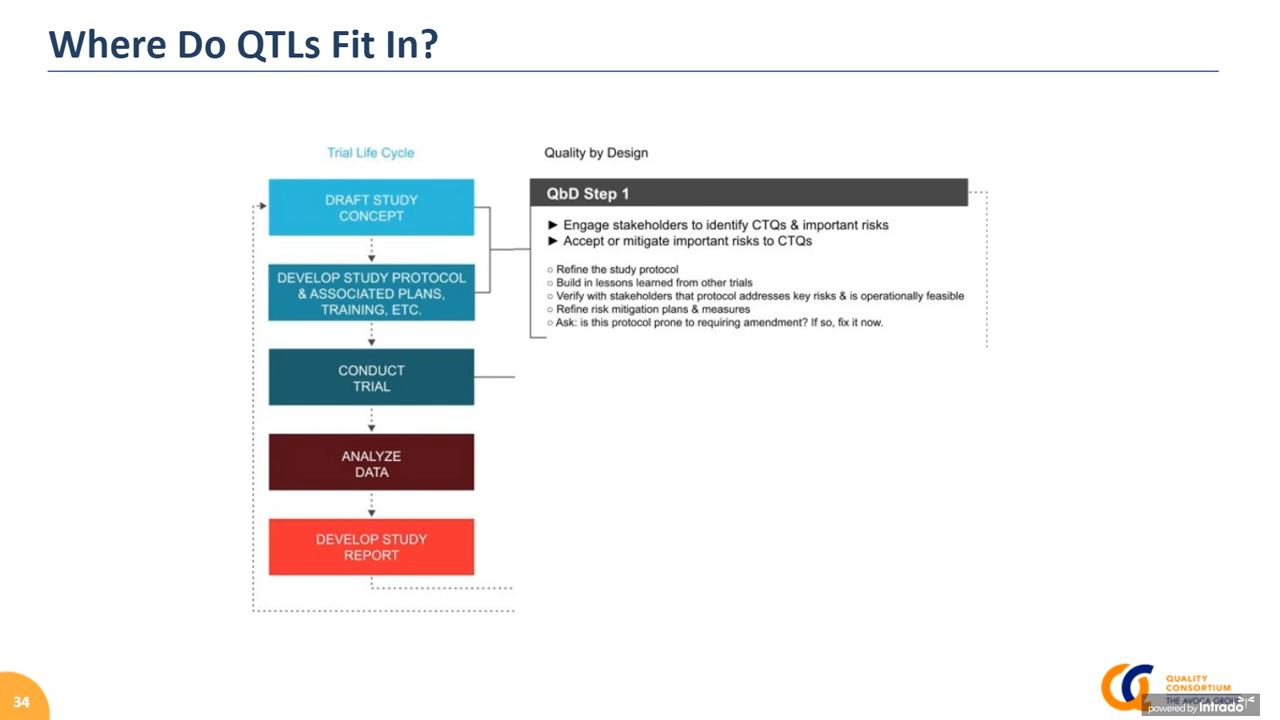 Where Do QTLs Fit In?
Trial Life Cycle
Quality by Design
DRAFT STUDY
CONCEPT
DEVELOP STUDY PROTOCOL
& ASSOCIATED PLANS,
TRAINING, ETC.
CONDUCT
TRIAL
ANALYZE
DATA
DEVELOP STUDY
REPORT
QbD Step 1
► Engage stakeholders to identify CTQs & important risks
► Accept or mitigate important risks to CTQs
○ Refine the study protocol
○ Build in lessons learned from other trials
○ Verify with stakeholders that protocol addresses key risks & is operationally feasible
○ Refine risk mitigation plans & measures
○ Ask: is this protocol prone to requiring amendment? If so, fix it now.
34
QUALITY
CONSORTIUM
THE AVOCA
powered by intrado